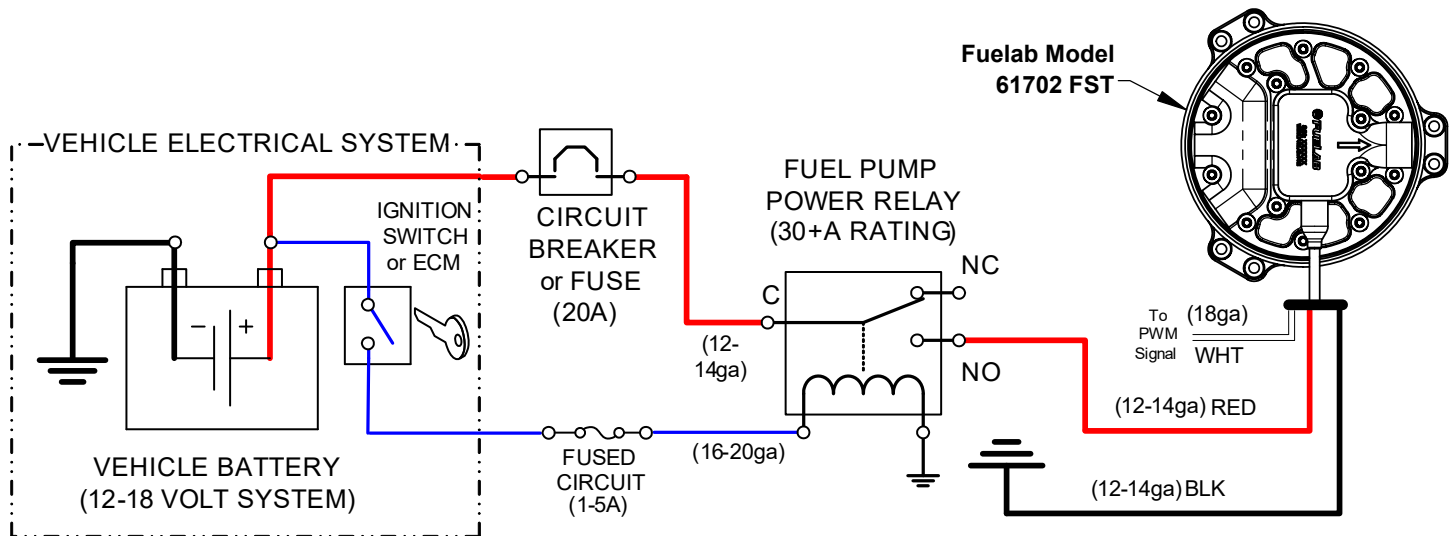 Fuelab Model
61702 FST
VEHICLE ELECTRICAL SYSTEM
IGNITION
SWITCH
or ECM
CIRCUIT
BREAKER
or FUSE
(20A)
FUEL PUMP
POWER RELAY
(30+A RATING)
NC
C
NO
(12-
14ga)
To
PWM
Signal
(18ga)
WHT
(12-14ga) RED
(12-14ga) BLK
- +
VEHICLE BATTERY
(12-18 VOLT SYSTEM)
FUSED
CIRCUIT
(1-5A)
(16-20ga)
FUELAB